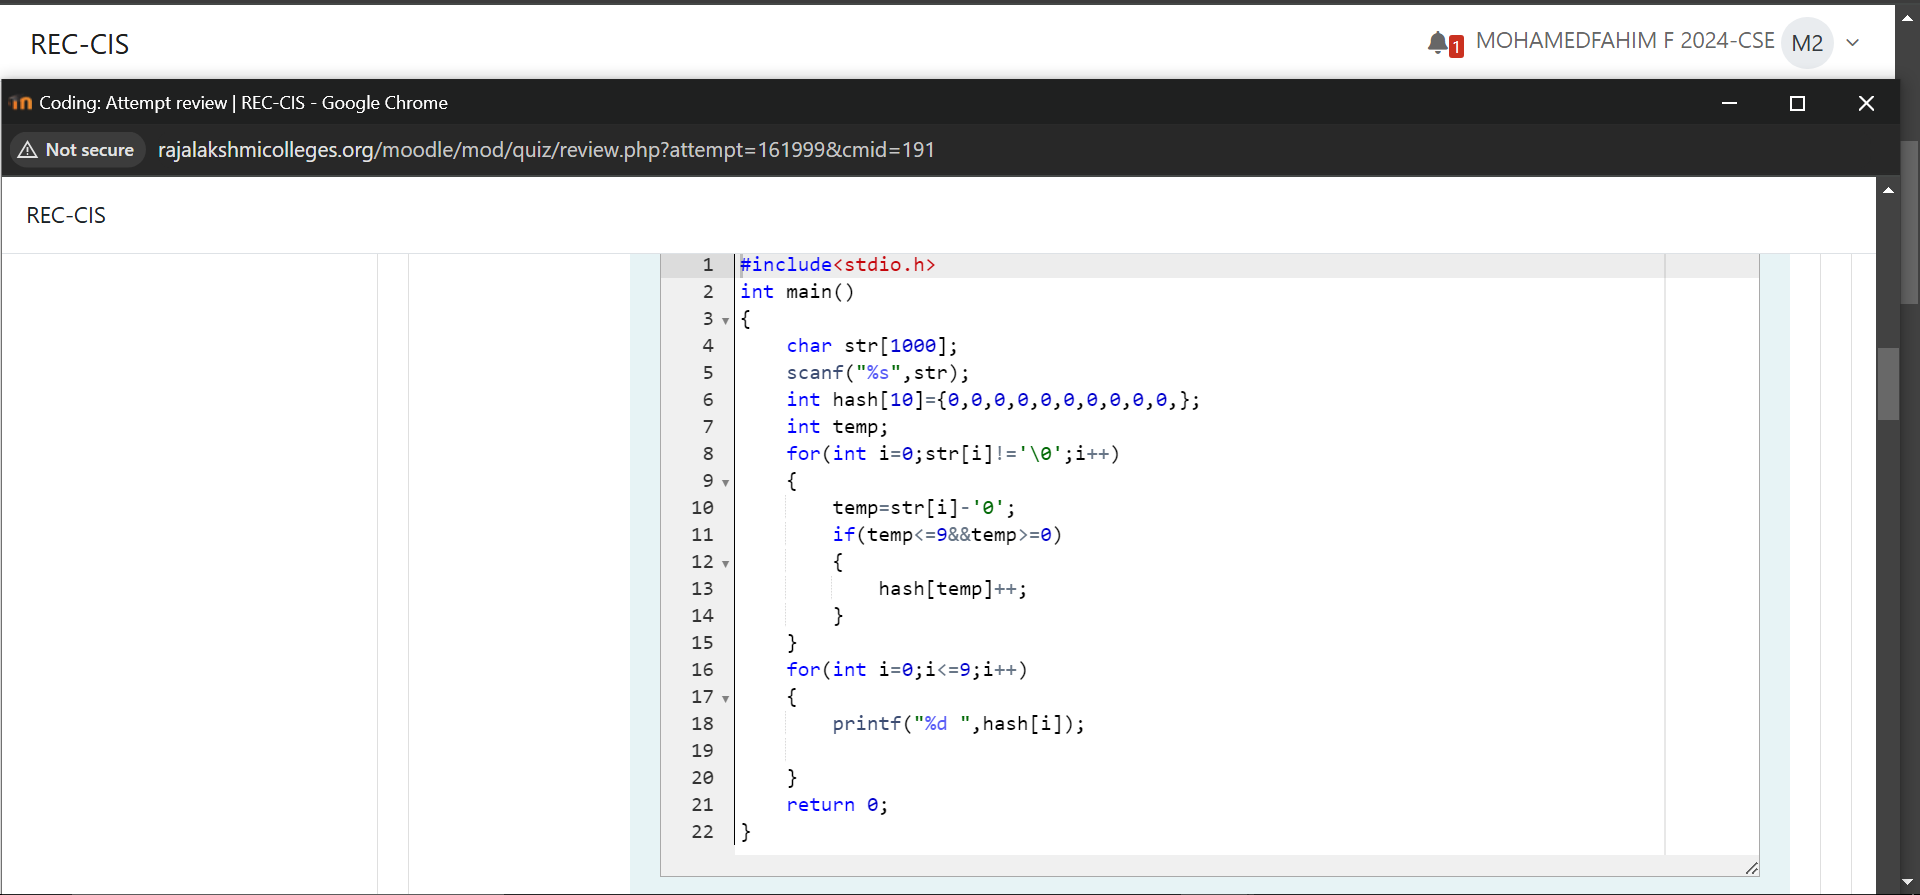 REC-CIS
1
MOHAMEDFAHIM F 2024-CSE
M2
Coding: Attempt review | REC-CIS - Google Chrome
Not secure
rajalakshmicolleges.org/moodle/mod/quiz/review.php?attempt=161999&cmid=191
REC-CIS
1 #include<stdio.h>
2 int main()
3 {
4     char str[1000];
5     scanf("%s",str);
6     int hash[10]={0,0,0,0,0,0,0,0,0,0,};
7     int temp;
8     for(int i=0;str[i]!='\0';i++)
9     {
10         temp=str[i]-'0';
11         if(temp<=9&&temp>=0)
12         {
13             hash[temp]++;
14         }
15     }
16     for(int i=0;i<=9;i++)
17     {
18         printf("%d ",hash[i]);
19
20     }
21     return 0;
22 }